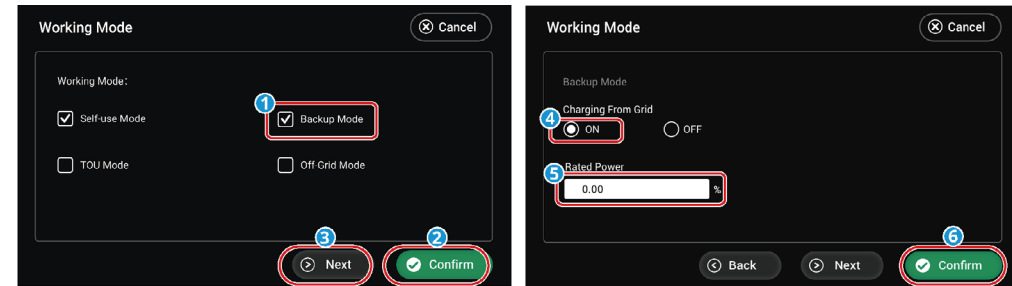 Working Mode
Cancel
Working Mode:
1
Self-use Mode
Backup Mode
TOU Mode
Off-Grid Mode
3
2
Next
Confirm
Working Mode
Cancel
Backup Mode
Charging From Grid
4
ON
OFF
5
Rated Power
0.00
%
6
Back
Next
Confirm